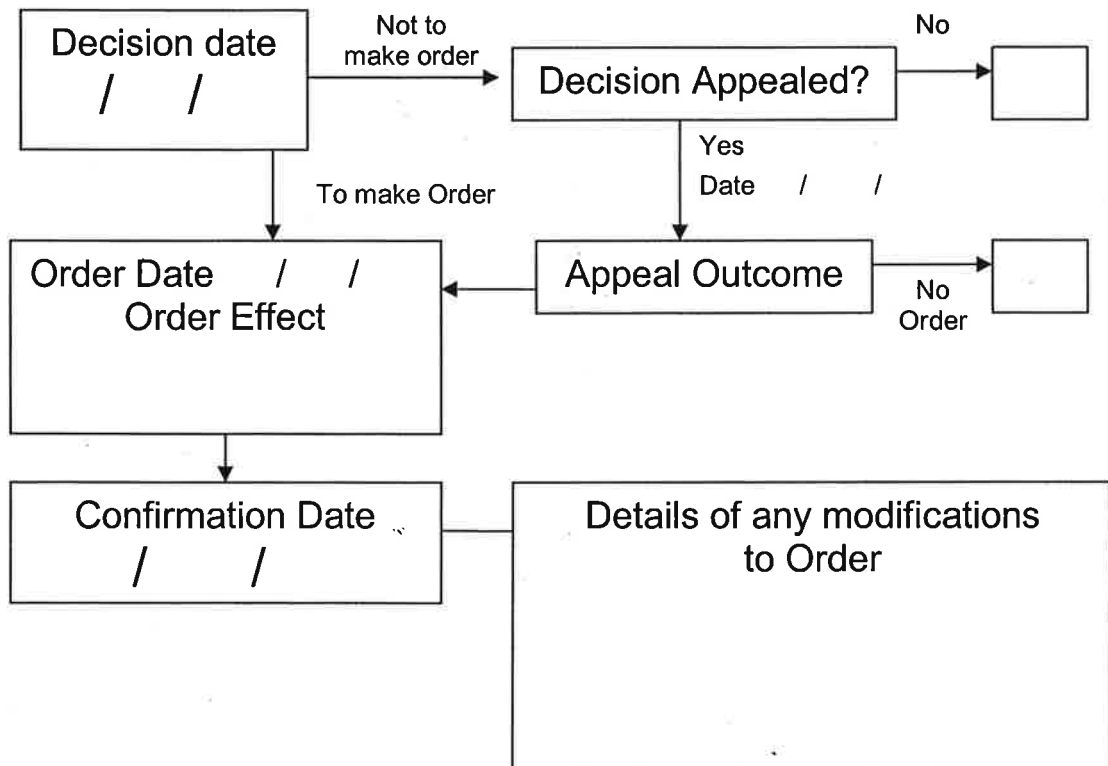 Decision date
/ /
Not to
make order
Decision Appealed?
No
Yes
Date / /
To make Order
Order Date / /
Order Effect
Appeal Outcome
No
Order
Confirmation Date
/ /
Details of any modifications
to Order